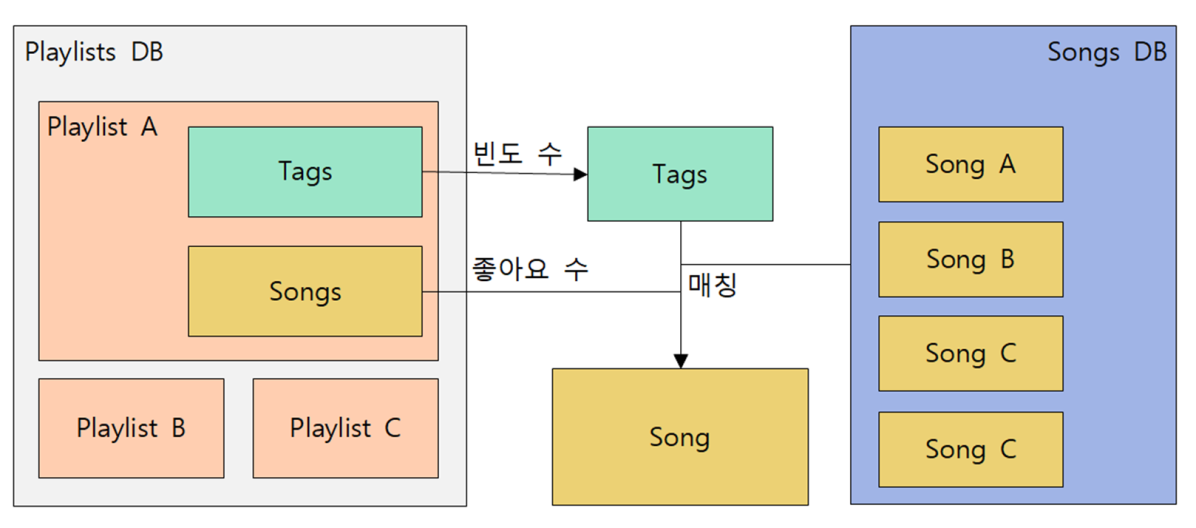 Playlists DB
Playlist A
Tags
Songs
Playlist B
Playlist C
빈도 수
좋아요 수
Tags
매칭
Song
Songs DB
Song A
Song B
Song C
Song C